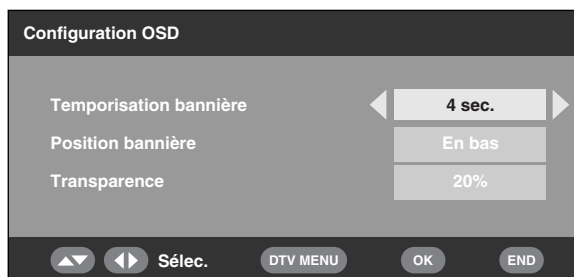 Configuration OSD
Temporisation bannière 4 sec.
Position bannière En bas
Transparence 20%
Sélec. DTV MENU OK END